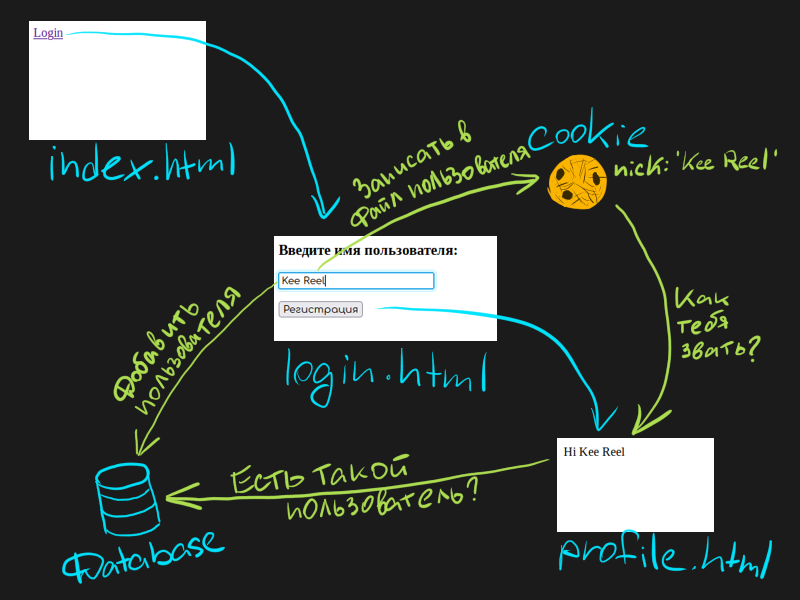 Login
index.html
Записать в
файл пользователя
cookie
nick: 'Kee Reel'
Введите имя пользователя:
Kee Reel
Регистрация
login.html
Добавить
пользователя
Как
тебя
звать?
Hi Kee Reel
profile.html
Есть такой
пользователь?
Database